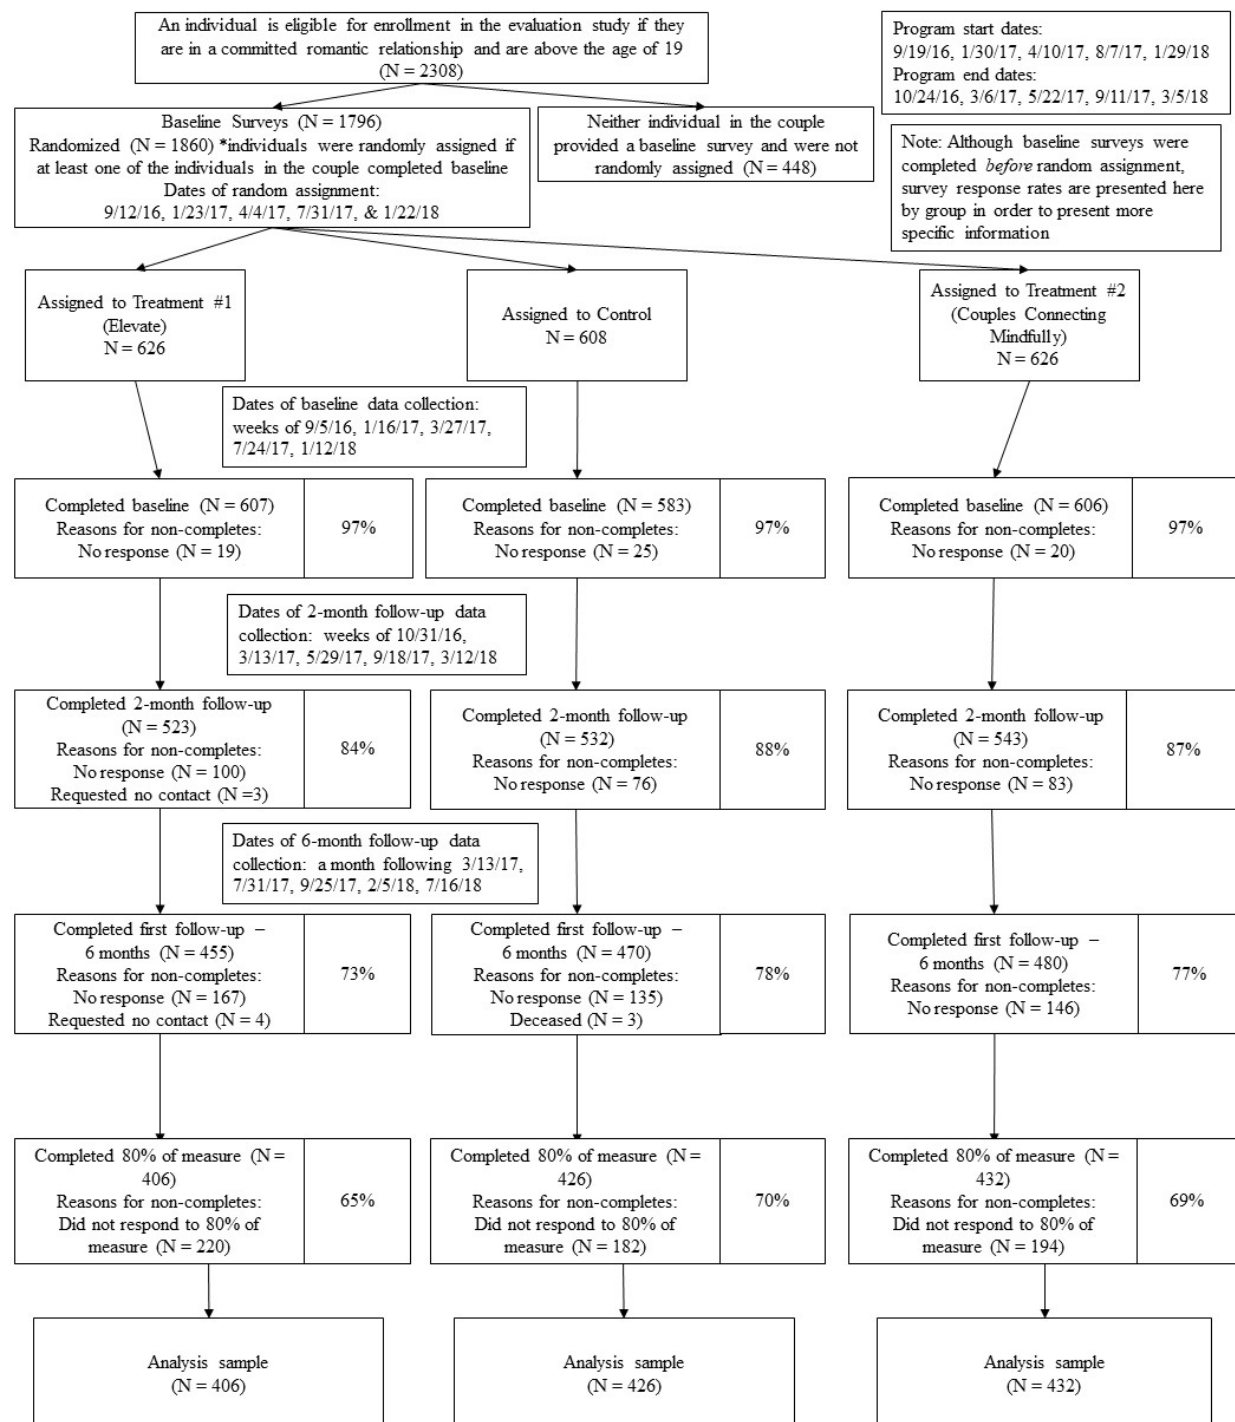 An individual is eligible for enrollment in the evaluation study if they
are in a committed romantic relationship and are above the age of 19
(N = 2308)
Program start dates:
9/19/16, 1/30/17, 4/10/17, 8/7/17, 1/29/18
Program end dates:
10/24/16, 3/6/17, 5/22/17, 9/11/17, 3/5/18
Baseline Surveys (N = 1796)
Randomized (N = 1860) *individuals were randomly assigned if
at least one of the individuals in the couple completed baseline
Dates of random assignment:
9/12/16, 1/23/17, 4/4/17, 7/31/17, & 1/22/18
Neither individual in the couple
provided a baseline survey and were not
randomly assigned (N = 448)
Note: Although baseline surveys were
completed before random assignment,
survey response rates are presented here
by group in order to present more
specific information
Assigned to Treatment #1
(Elevate)
N = 626
Assigned to Control
N = 608
Assigned to Treatment #2
(Couples Connecting
Mindfully)
N = 626
Dates of baseline data collection:
weeks of 9/5/16, 1/16/17, 3/27/17,
7/24/17, 1/12/18
Completed baseline (N = 607)
Reasons for non-completes:
No response (N = 19)
97%
Completed baseline (N = 583)
Reasons for non-completes:
No response (N = 25)
97%
Completed baseline (N = 606)
Reasons for non-completes:
No response (N = 20)
97%
Dates of 2-month follow-up data
collection: weeks of 10/31/16,
3/13/17, 5/29/17, 9/18/17, 3/12/18
Completed 2-month follow-up
(N = 523)
Reasons for non-completes:
No response (N = 100)
Requested no contact (N =3)
84%
Completed 2-month follow-up
(N = 532)
Reasons for non-completes:
No response (N = 76)
88%
Completed 2-month follow-up
(N = 543)
Reasons for non-completes:
No response (N = 83)
87%
Dates of 6-month follow-up data
collection: a month following 3/13/17,
7/31/17, 9/25/17, 2/5/18, 7/16/18
Completed first follow-up –
6 months (N = 455)
Reasons for non-completes:
No response (N = 167)
Requested no contact (N = 4)
73%
Completed first follow-up –
6 months (N = 470)
Reasons for non-completes:
No response (N = 135)
Deceased (N = 3)
78%
Completed first follow-up –
6 months (N = 480)
Reasons for non-completes:
No response (N = 146)
77%
Completed 80% of measure (N =
406)
Reasons for non-completes:
Did not respond to 80% of
measure (N = 220)
65%
Completed 80% of measure (N =
426)
Reasons for non-completes:
Did not respond to 80% of
measure (N = 182)
70%
Completed 80% of measure (N =
432)
Reasons for non-completes:
Did not respond to 80% of
measure (N = 194)
69%
Analysis sample
(N = 406)
Analysis sample
(N = 426)
Analysis sample
(N = 432)